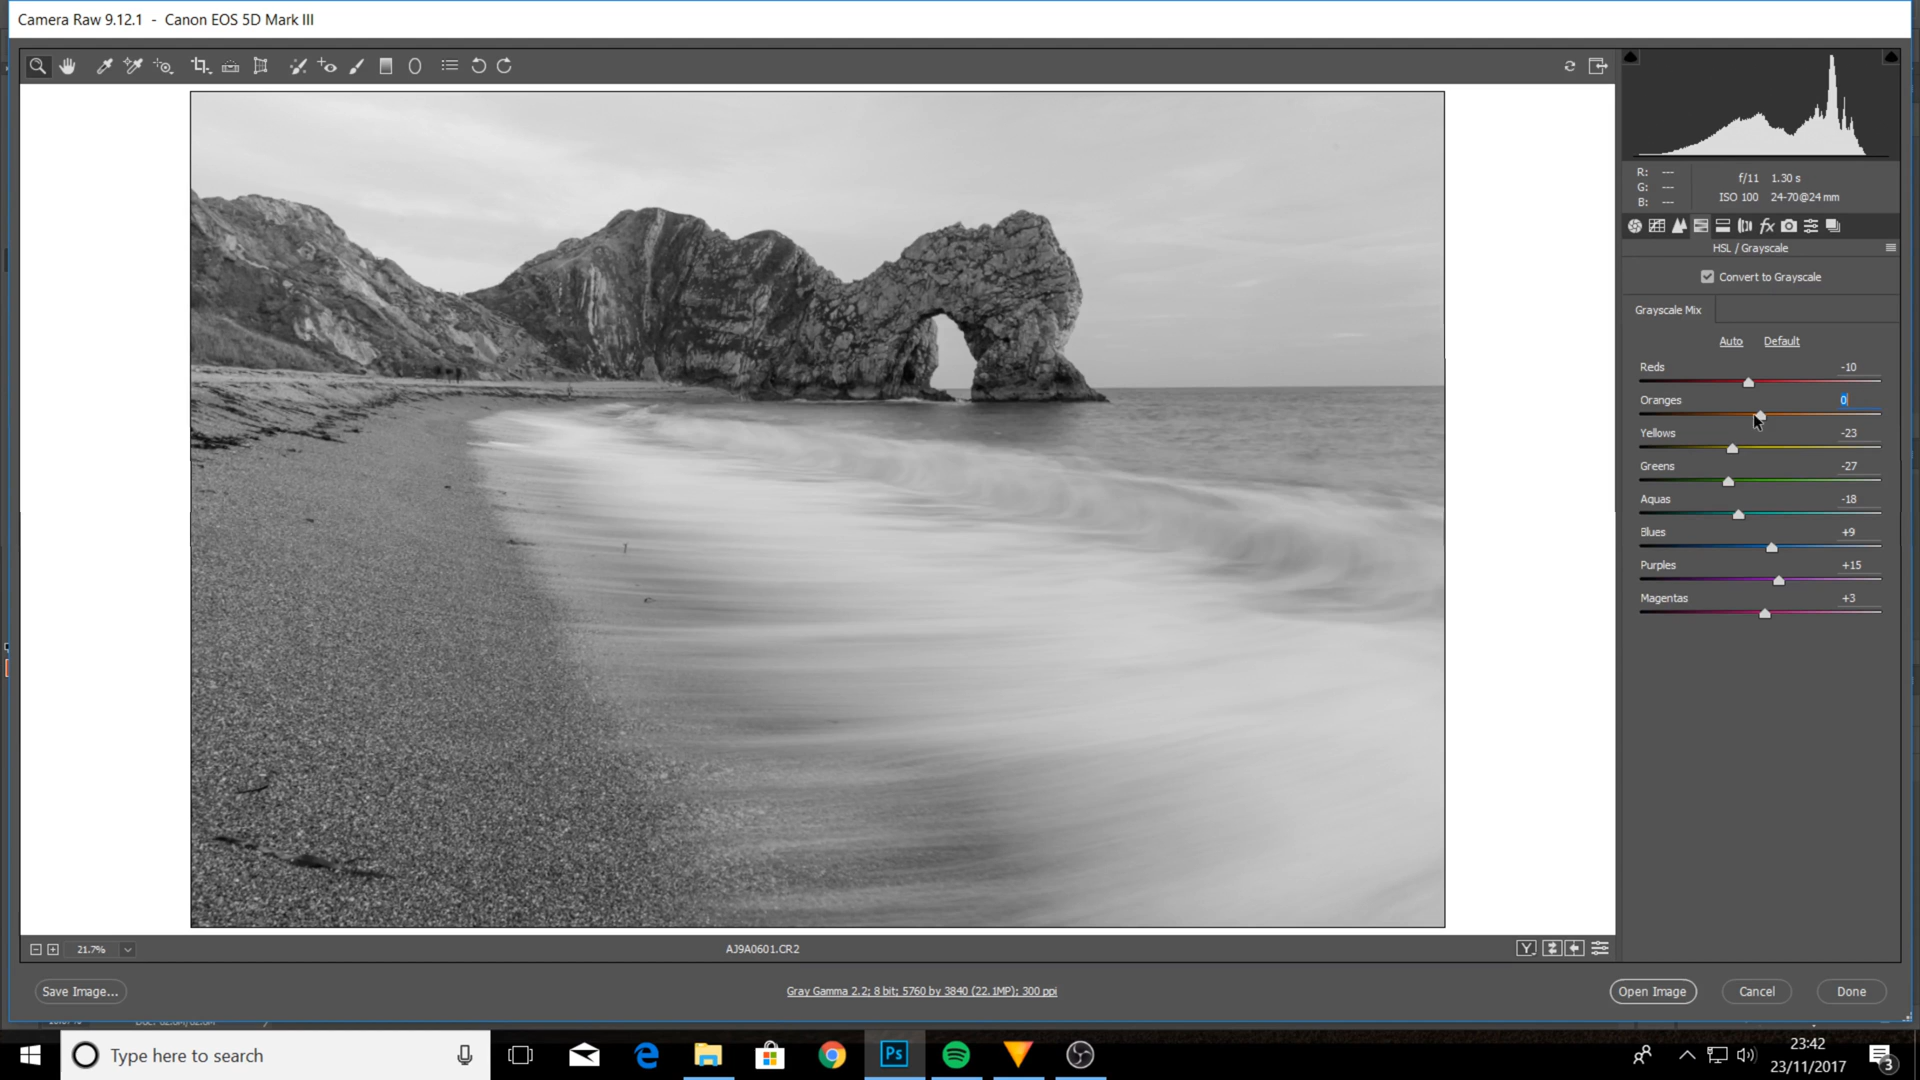 Camera Raw 9.12.1 - Canon EOS 5D Mark III
R: ---
G: ---
B: ---
f/11 1.30 s
ISO 100 24-70@24 mm
fx
HSL / Grayscale
Convert to Grayscale
Grayscale Mix
Auto Default
Reds -10
Oranges 0
Yellows -23
Greens -27
Aquas -18
Blues +9
Purples +15
Magentas +3
21.7%
AJ9A0601.CR2
Y
Save Image...
Gray Gamma 2.2; 8 bit; 5760 by 3840 (22.1MP); 300 ppi
Open Image
Cancel
Done
Type here to search
Ps
23:42
23/11/2017
3